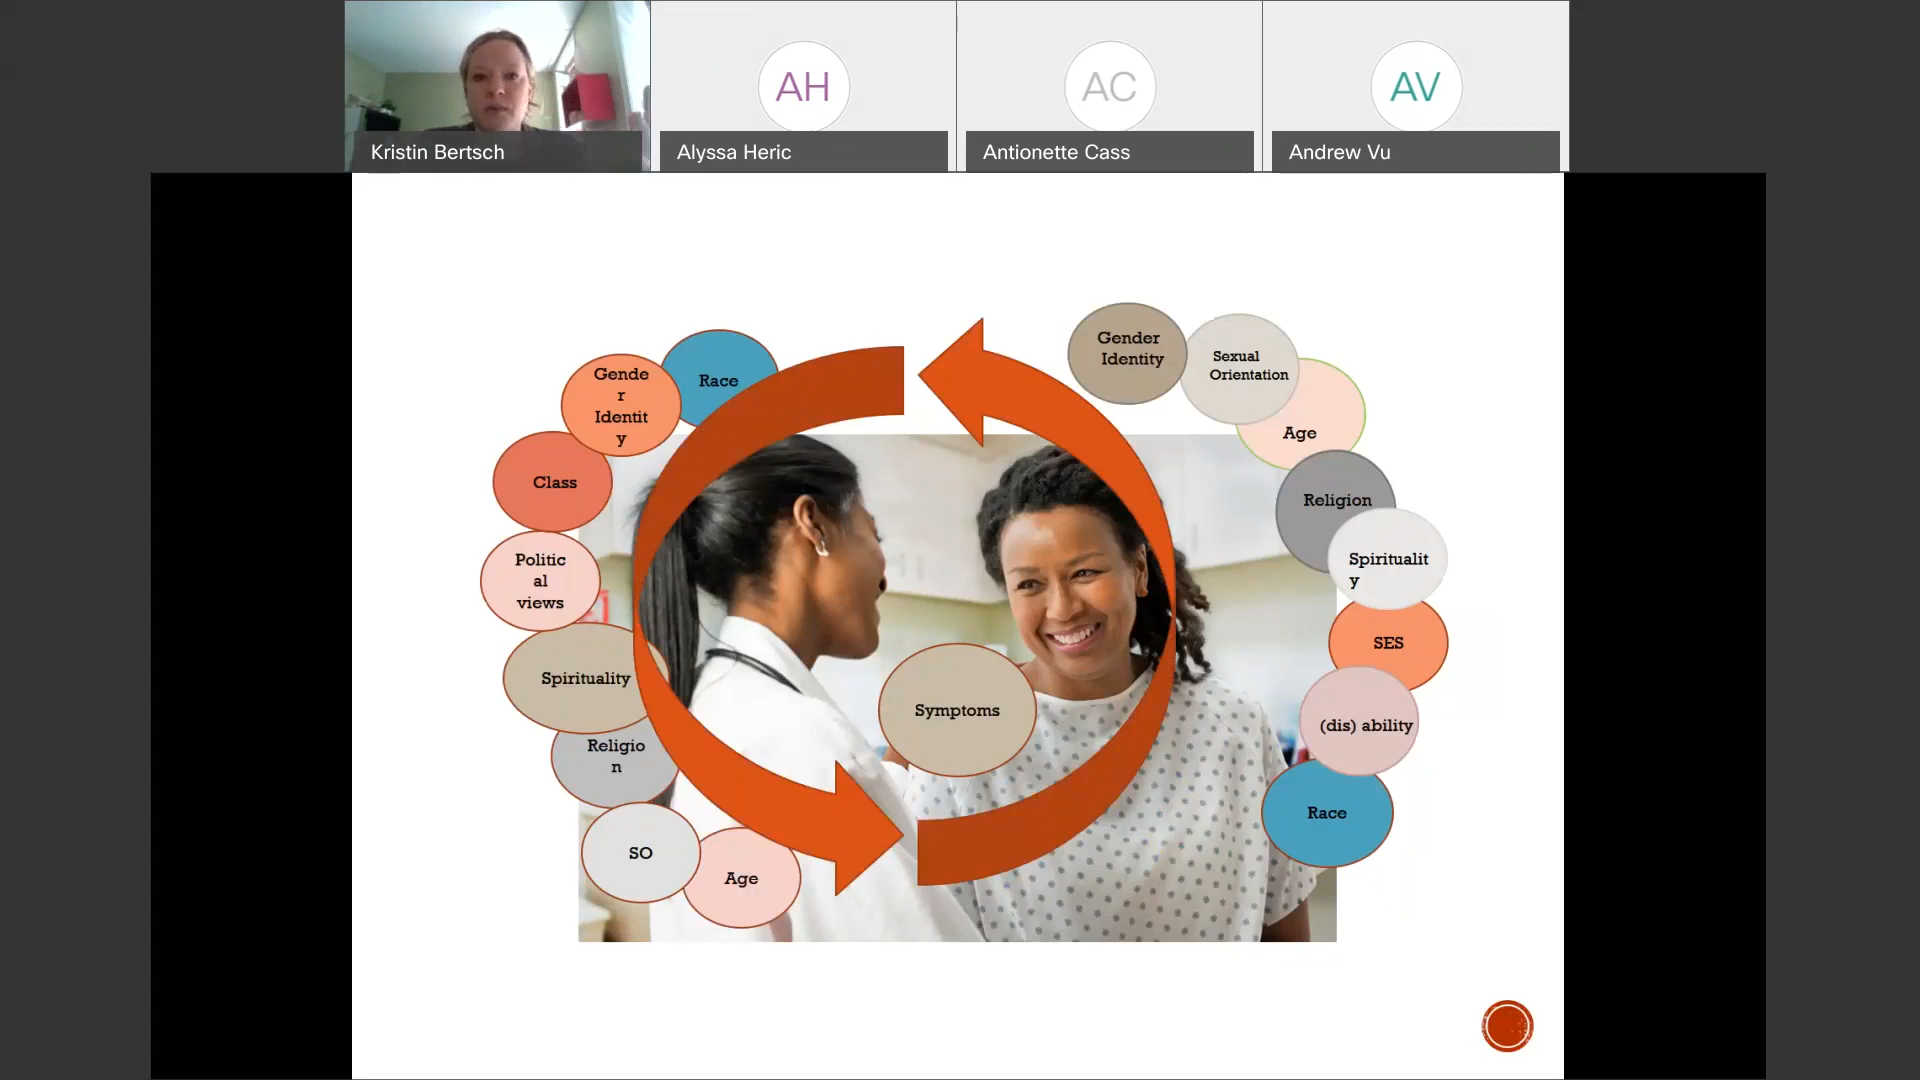 AH
AC
AV
Kristin Bertsch
Alyssa Heric
Antionette Cass
Andrew Vu
Race
Gende
r
Identit
y
Class
Politic
al
views
Spirituality
Religio
n
SO
Age
Symptoms
Gender
Identity
Sexual
Orientation
Age
Religion
Spiritualit
y
SES
(dis) ability
Race